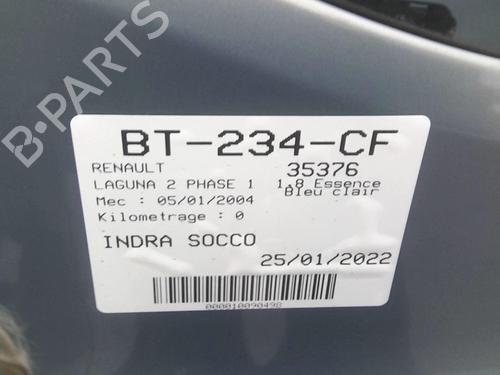 BT-234-CF
RENAULT 35376
LAGUNA 2 PHASE 1 1.8 Essence
Bleu clair
Mec : 05/01/2004
Kilometrage : 0
INDRA SOCCO
25/01/2022
000010090498
B-PARTS